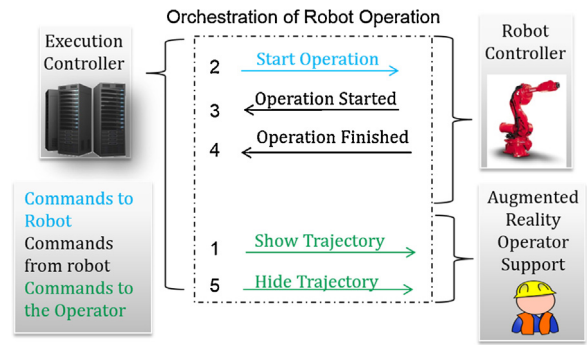 Orchestration of Robot Operation
Execution
Controller
2 Start Operation
3 Operation Started
4 Operation Finished
1 Show Trajectory
5 Hide Trajectory
Commands to
Robot
Commands
from robot
Commands to
the Operator
Robot
Controller
Augmented
Reality
Operator
Support